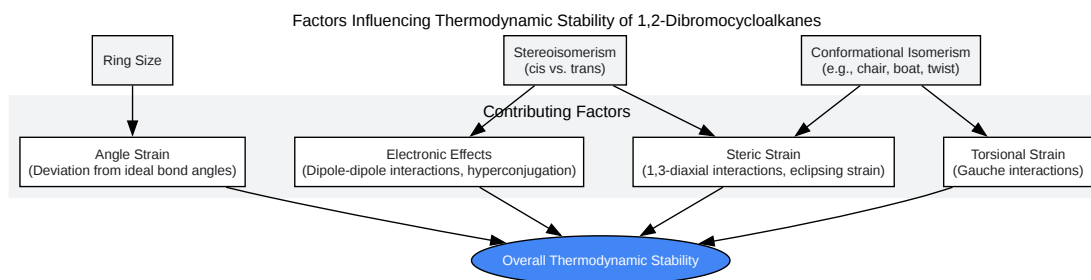 Factors Influencing Thermodynamic Stability of 1,2-Dibromocycloalkanes
Ring Size
Stereoisomerism
(cis vs. trans)
Conformational Isomerism
(e.g., chair, boat, twist)
Contributing Factors
Angle Strain
(Deviation from ideal bond angles)
Electronic Effects
(Dipole-dipole interactions, hyperconjugation)
Steric Strain
(1,3-diaxial interactions, eclipsing strain)
Torsional Strain
(Gauche interactions)
Overall Thermodynamic Stability